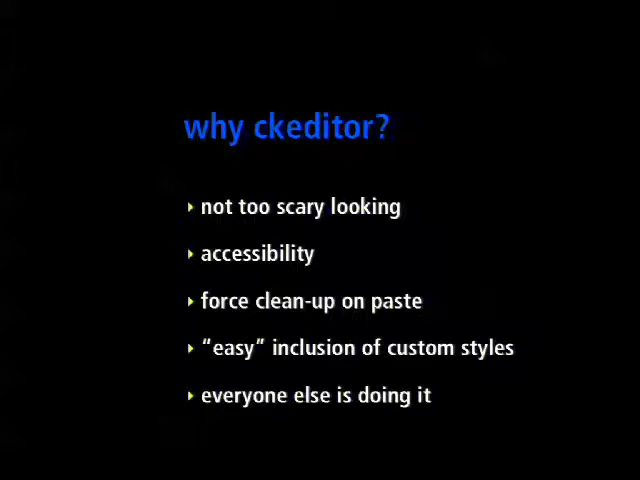 why ckeditor?
not too scary looking
accessibility
force clean-up on paste
“easy” inclusion of custom styles
everyone else is doing it